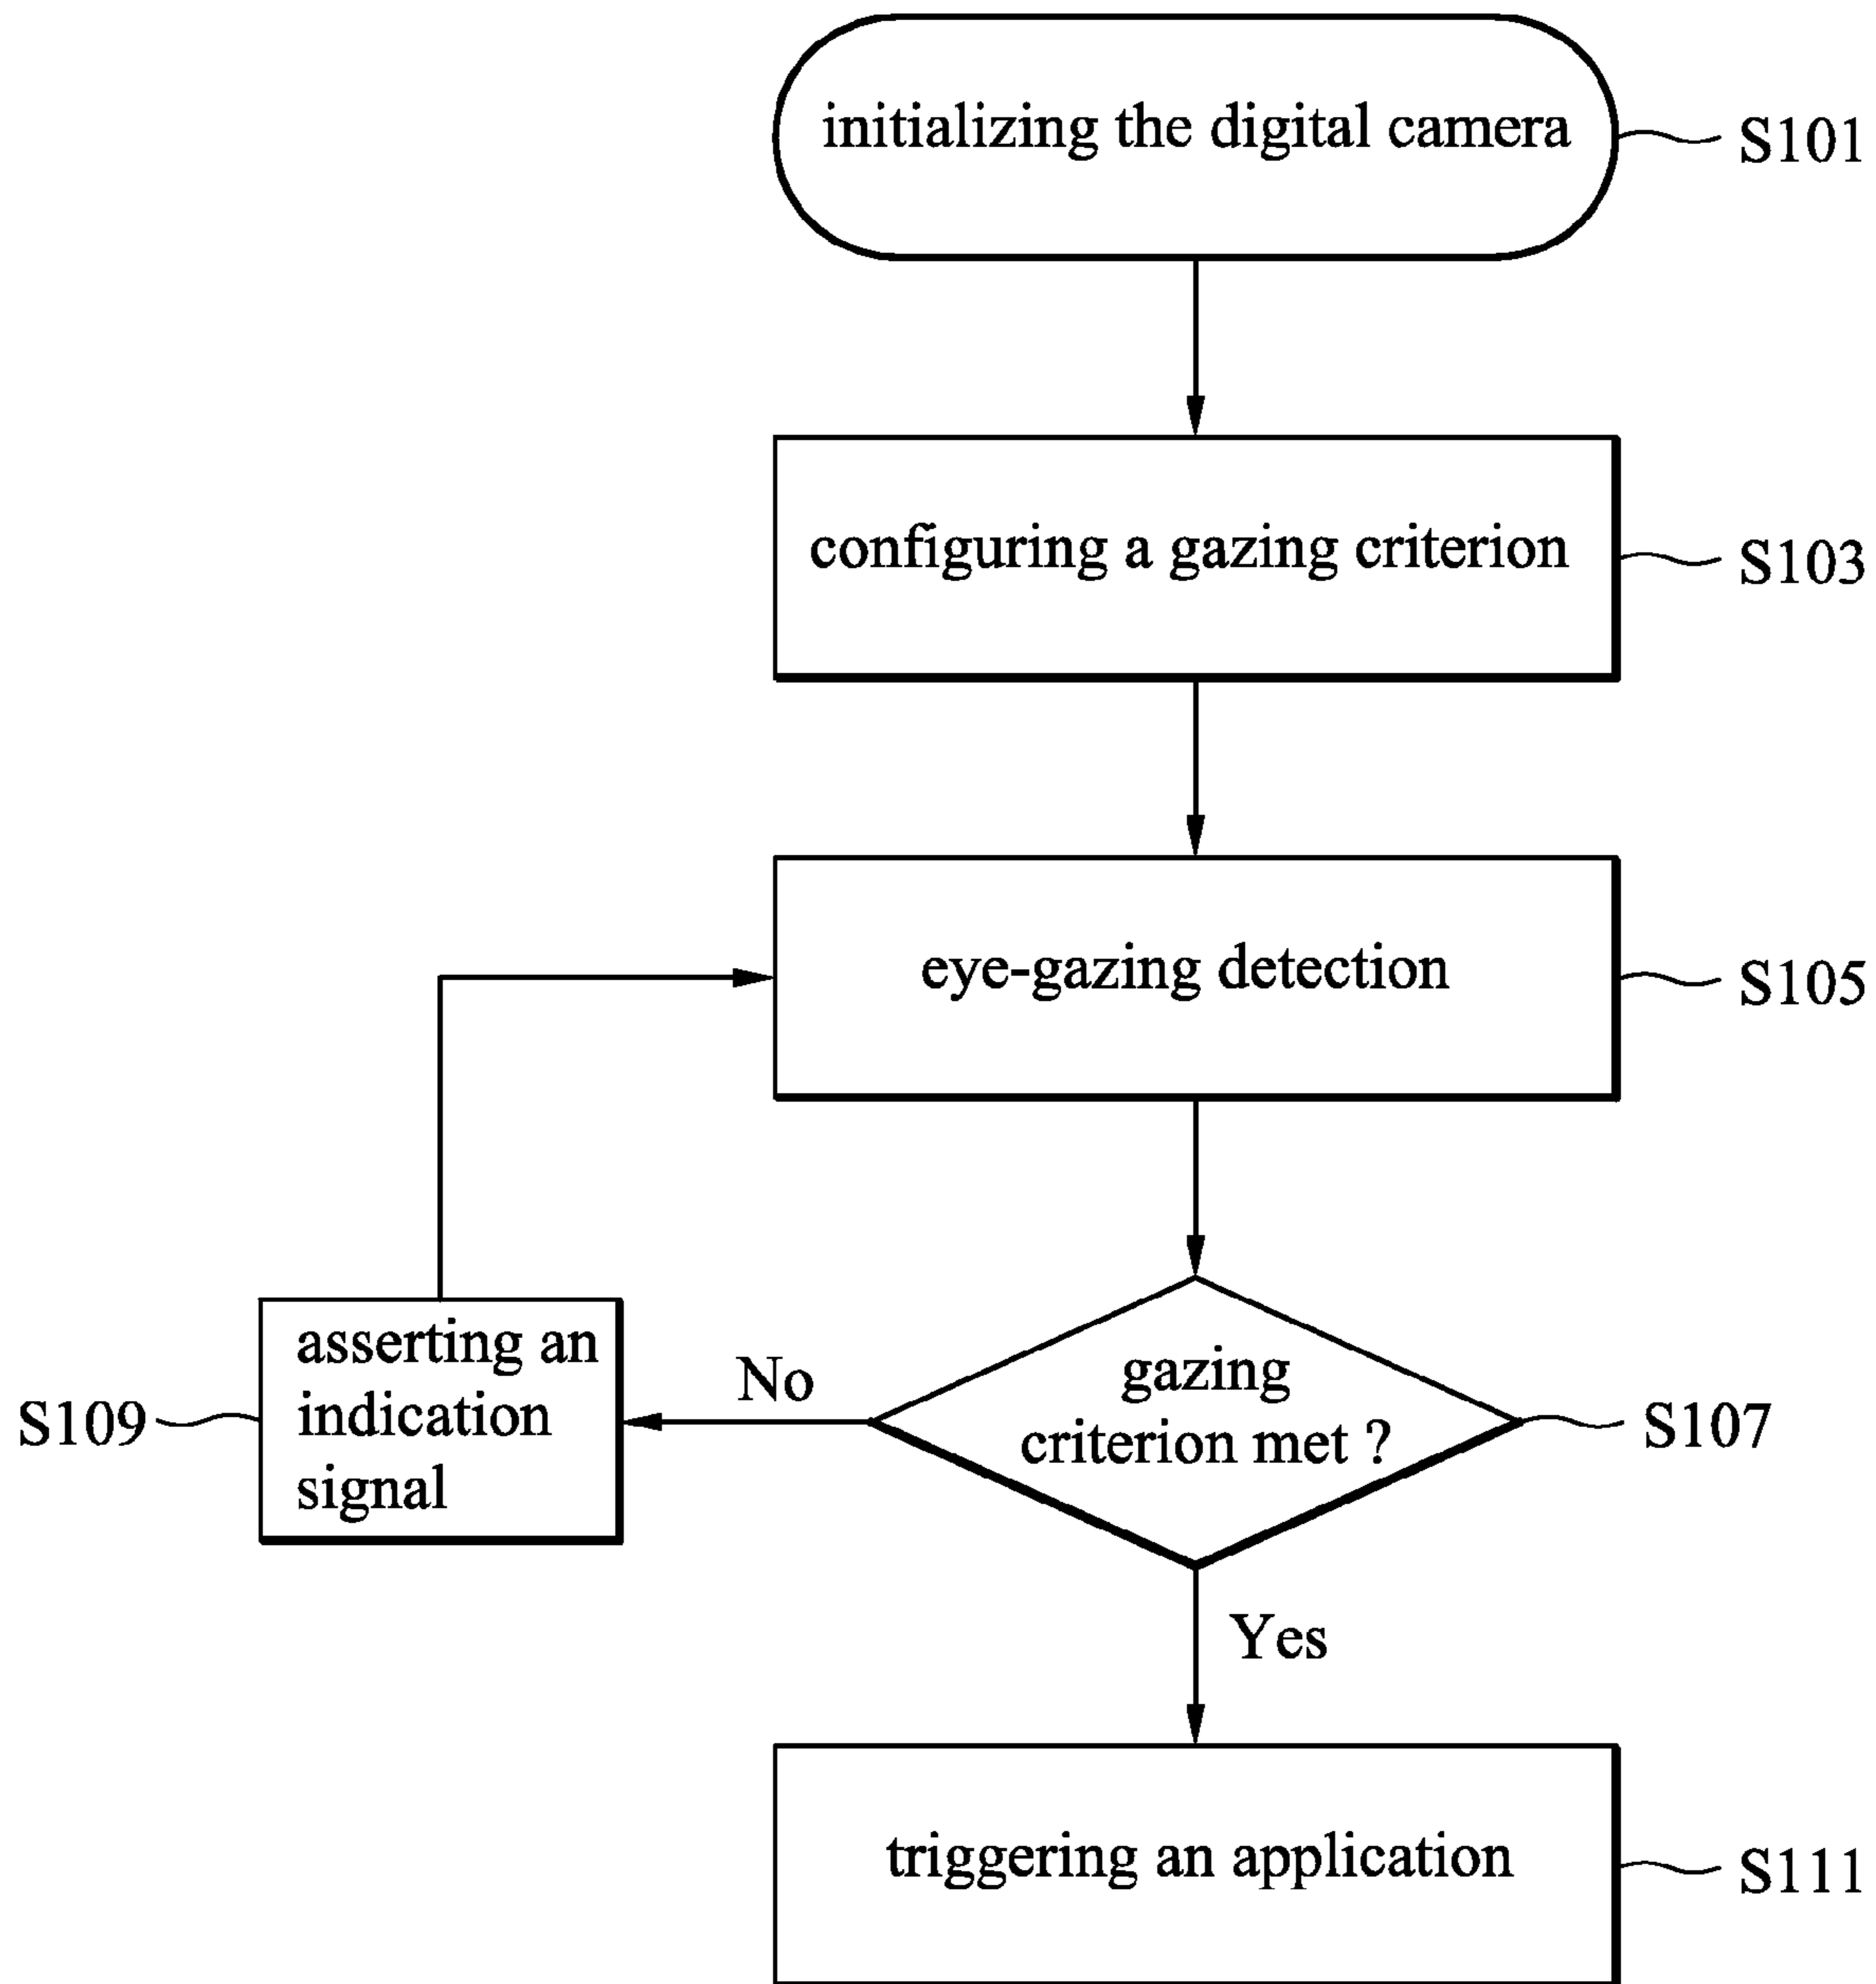 initializing the digital camera
S101
configuring a gazing criterion
S103
eye-gazing detection
S105
asserting an
indication
signal
S109
No
gazing
criterion met ?
S107
Yes
triggering an application
S111